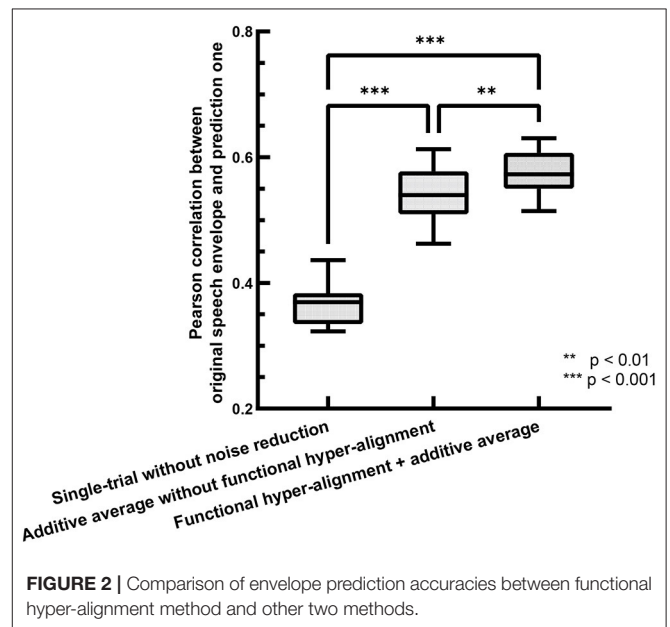 0.8
***
***
**
0.6
Pearson correlation between
original speech envelope and prediction one
0.4
** p < 0.01
*** p < 0.001
0.2
Single-trial without noise reduction
Additive average without functional hyper-alignment
Functional hyper-alignment + additive average
FIGURE 2 | Comparison of envelope prediction accuracies between functional
hyper-alignment method and other two methods.